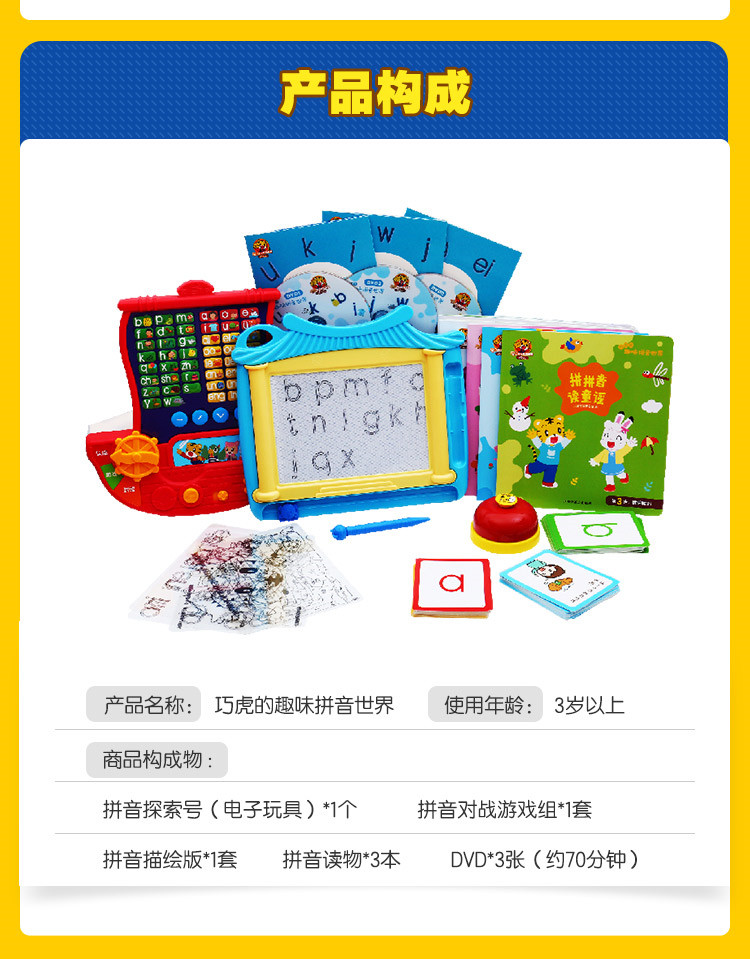 产品构成
u k j
w j
ei
k b j w
b p m a o e
f d t i u ü
n l g
k h j
q x zh
ch sh r
z c s
y w
b p m f d
t n l g k h
j q x
拼拼音
读童谣
a
a
产品名称： 巧虎的趣味拼音世界 使用年龄： 3岁以上
商品构成物：
拼音探索号（电子玩具）*1个 拼音对战游戏组*1套
拼音描绘版*1套 拼音读物*3本 DVD*3张（约70分钟）